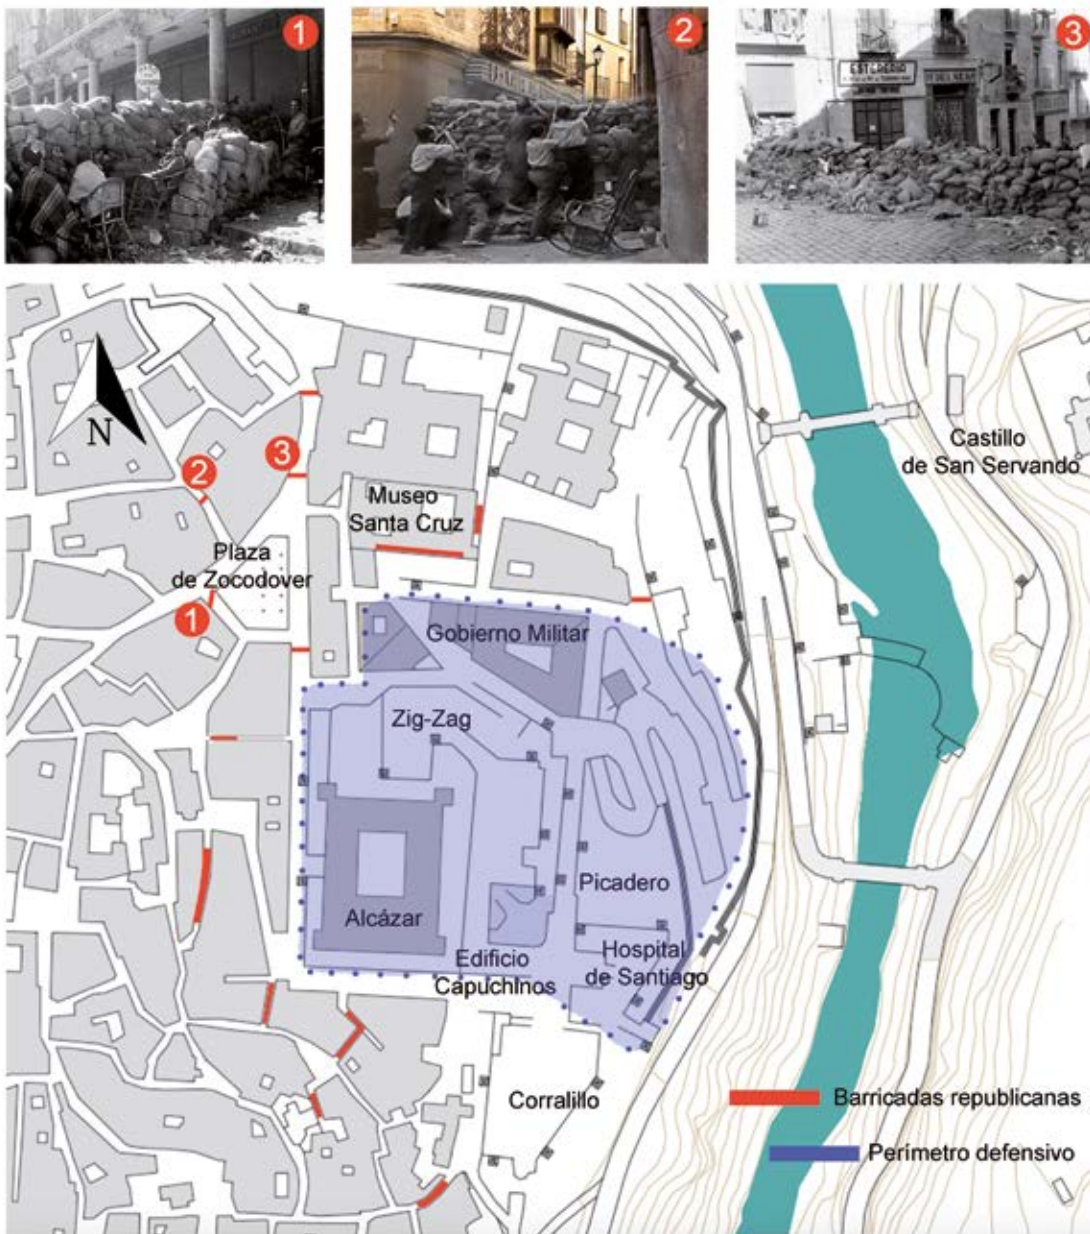 1
2
3
ESTERERIA
N
3
2
Museo
Santa Cruz
Castillo
de San Servando
Plaza
de Zocodover
1
Gobierno Militar
Zig-Zag
Picadero
Alcázar
Edificio
Capuchinos
Hospital
de Santiago
Corralillo
Barricadas republicanas
Perímetro defensivo